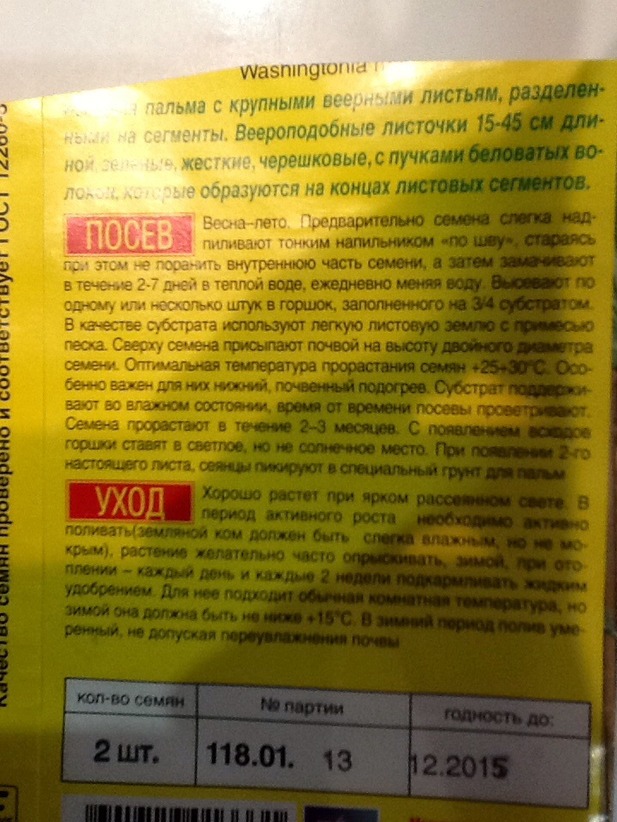 Washingtonia
пальма с крупными веерными листьям, разделен-
ными на сегменты. Веероподобные листочки 15-45 см дли-
ной, зеленые, жесткие, черешковые, с пучками беловатых во-
локон, которые образуются на концах листовых сегментов.
ПОСЕВ Весна–лето. Предварительно семена слегка над-
пиливают тонким напильником «по шву», стараясь
при этом не поранить внутреннюю часть семени, а затем замачивают
в течение 2-7 дней в теплой воде, ежедневно меняя воду. Высевают по
одному или несколько штук в горшок, заполненного на 3/4 субстратом.
В качестве субстрата используют легкую листовую землю с примесью
песка. Сверху семена присыпают почвой на высоту двойного диаметра
семени. Оптимальная температура прорастания семян +25+30°С. Осо-
бенно важен для них нижний, почвенный подогрев. Субстрат поддержи-
вают во влажном состоянии, время от времени посевы проветривают.
Семена прорастают в течение 2–3 месяцев. С появлением всходов
горшки ставят в светлое, но не солнечное место. При появлении 2-го
настоящего листа, сеянцы пикируют в специальный грунт для пальм
УХОД Хорошо растет при ярком рассеянном свете. В
период активного роста необходимо активно
поливать(земляной ком должен быть слегка влажным, но не мо-
крым), растение желательно часто опрыскивать, зимой, при ото-
плении – каждый день и каждые 2 недели подкармливать жидким
удобрением. Для нее подходит обычная комнатная температура, но
зимой она должна быть не ниже +15°С. В зимний период полив уме-
ренный, не допуская переувлажнения почвы
кол-во семян № партии годность до:
2 шт. 118.01. 13 12.2015
Качество семян проверено и соответствует ГОСТ 12260-